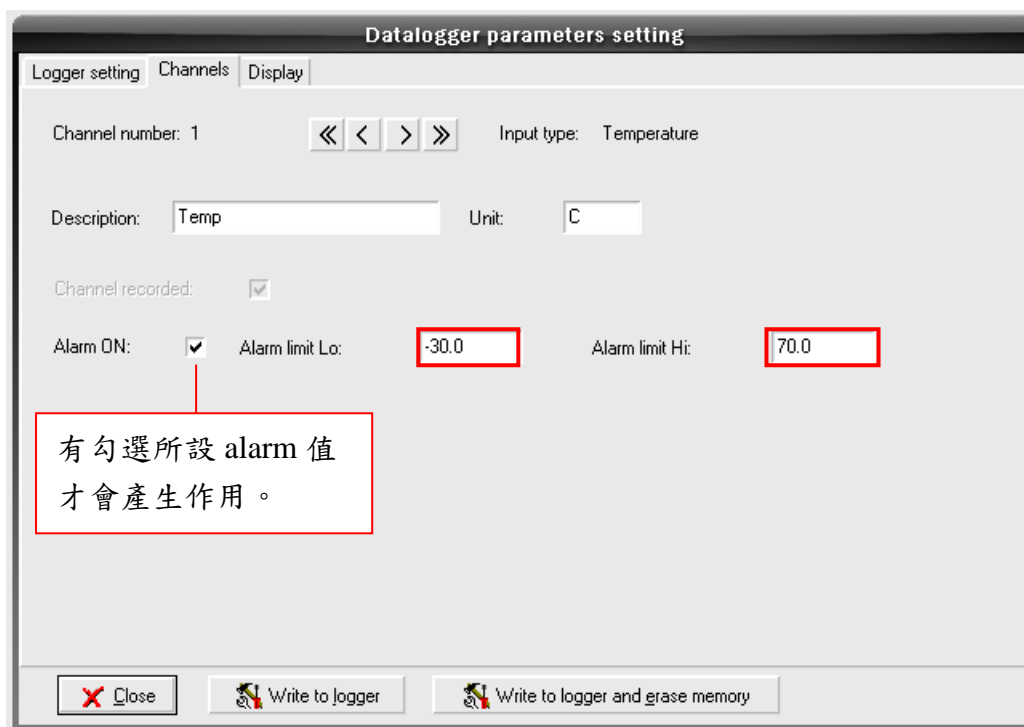 Datalogger parameters setting
Logger setting Channels Display
Channel number: 1 Input type: Temperature
Description: Temp Unit: C
Channel recorded:
Alarm ON: Alarm limit Lo: -30.0 Alarm limit Hi: 70.0
有勾選所設 alarm 值
才會產生作用。
Close Write to logger Write to logger and erase memory